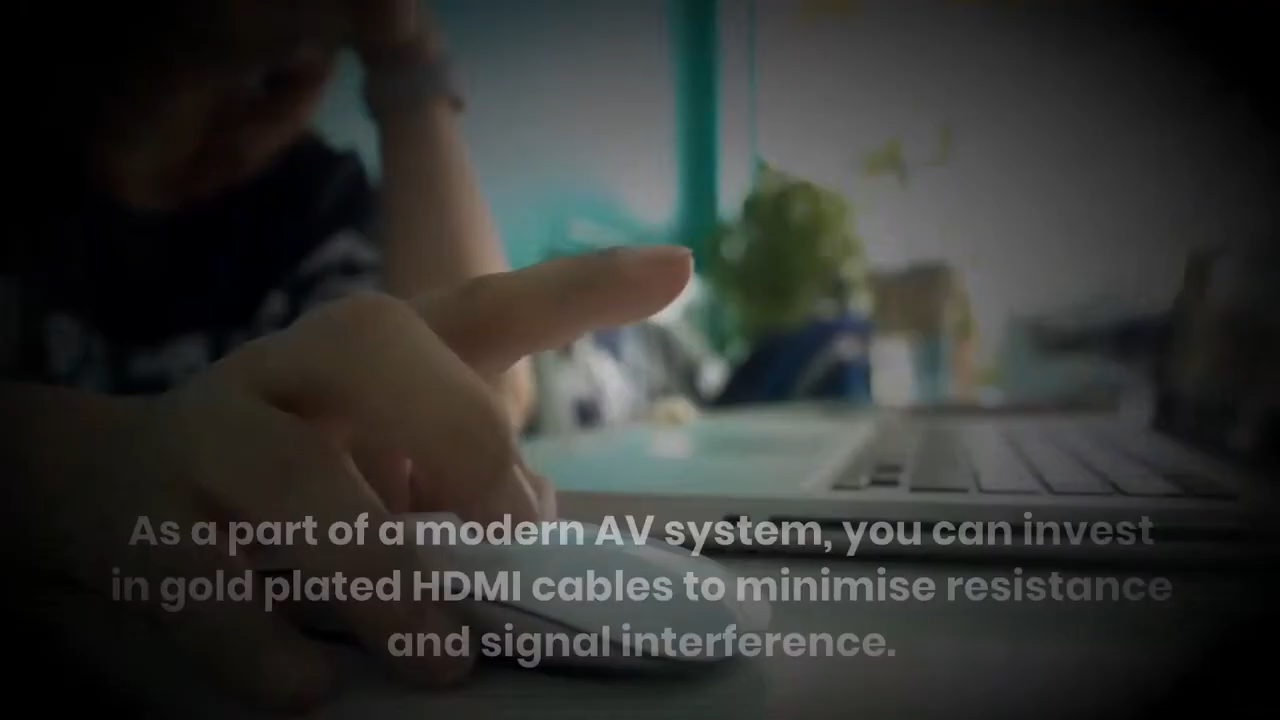 As a part of a modern AV system, you can invest
in gold plated HDMI cables to minimise resistance
and signal interference.